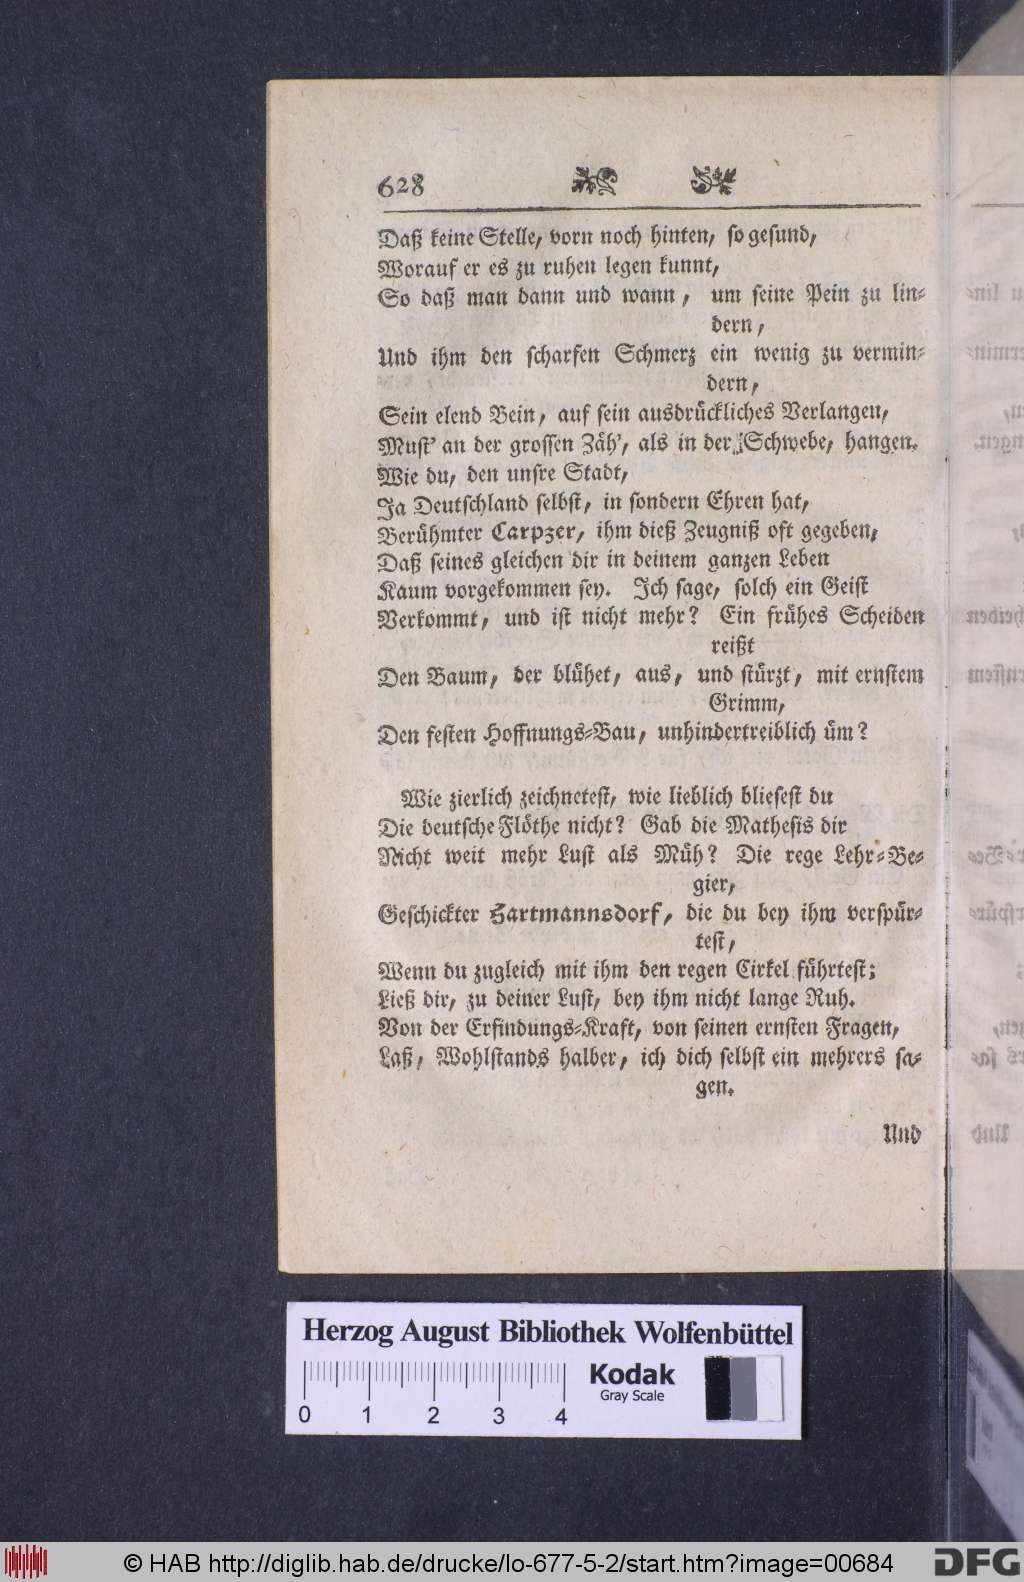 628
Daß keine Stelle, vorn noch hinten, so gesund,
Worauf er es zu ruhen legen kunnt,
So daß man dann und wann, um seine Pein zu lin-
dern,
Und ihm den scharfen Schmerz ein wenig zu vermin-
dern,
Sein elend Bein, auf sein ausdrückliches Verlangen,
Must' an der grossen Zäh', als in der Schwebe, hangen.
Wie du, den unsre Stadt,
Ja Deutschland selbst, in sondern Ehren hat,
Berühmter Carpzer, ihm dieß Zeugniß oft gegeben,
Daß seines gleichen dir in deinem ganzen Leben
Kaum vorgekommen sey. Ich sage, solch ein Geist
Verkommt, und ist nicht mehr? Ein frühes Scheiden
reißt
Den Baum, der blühet, aus, und stürzt, mit ernstem
Grimm,
Den festen Hoffnungs-Bau, unhindertreiblich üm?
Wie zierlich zeichnetest, wie lieblich bliesest du
Die deutsche Flöthe nicht? Gab die Mathesis dir
Nicht weit mehr Lust als Müh? Die rege Lehr-Be-
gier,
Geschickter Hartmannsdorf, die du bey ihm verspür-
test,
Wenn du zugleich mit ihm den regen Cirkel führtest;
Ließ dir, zu deiner Lust, bey ihm nicht lange Ruh.
Von der Erfindungs-Kraft, von seinen ernsten Fragen,
Laß, Wohlstands halber, ich dich selbst ein mehrers sa-
gen.
Und
Herzog August Bibliothek Wolfenbüttel
Kodak
Gray Scale
0 1 2 3 4
© HAB http://diglib.hab.de/drucke/lo-677-5-2/start.htm?image=00684
DFG